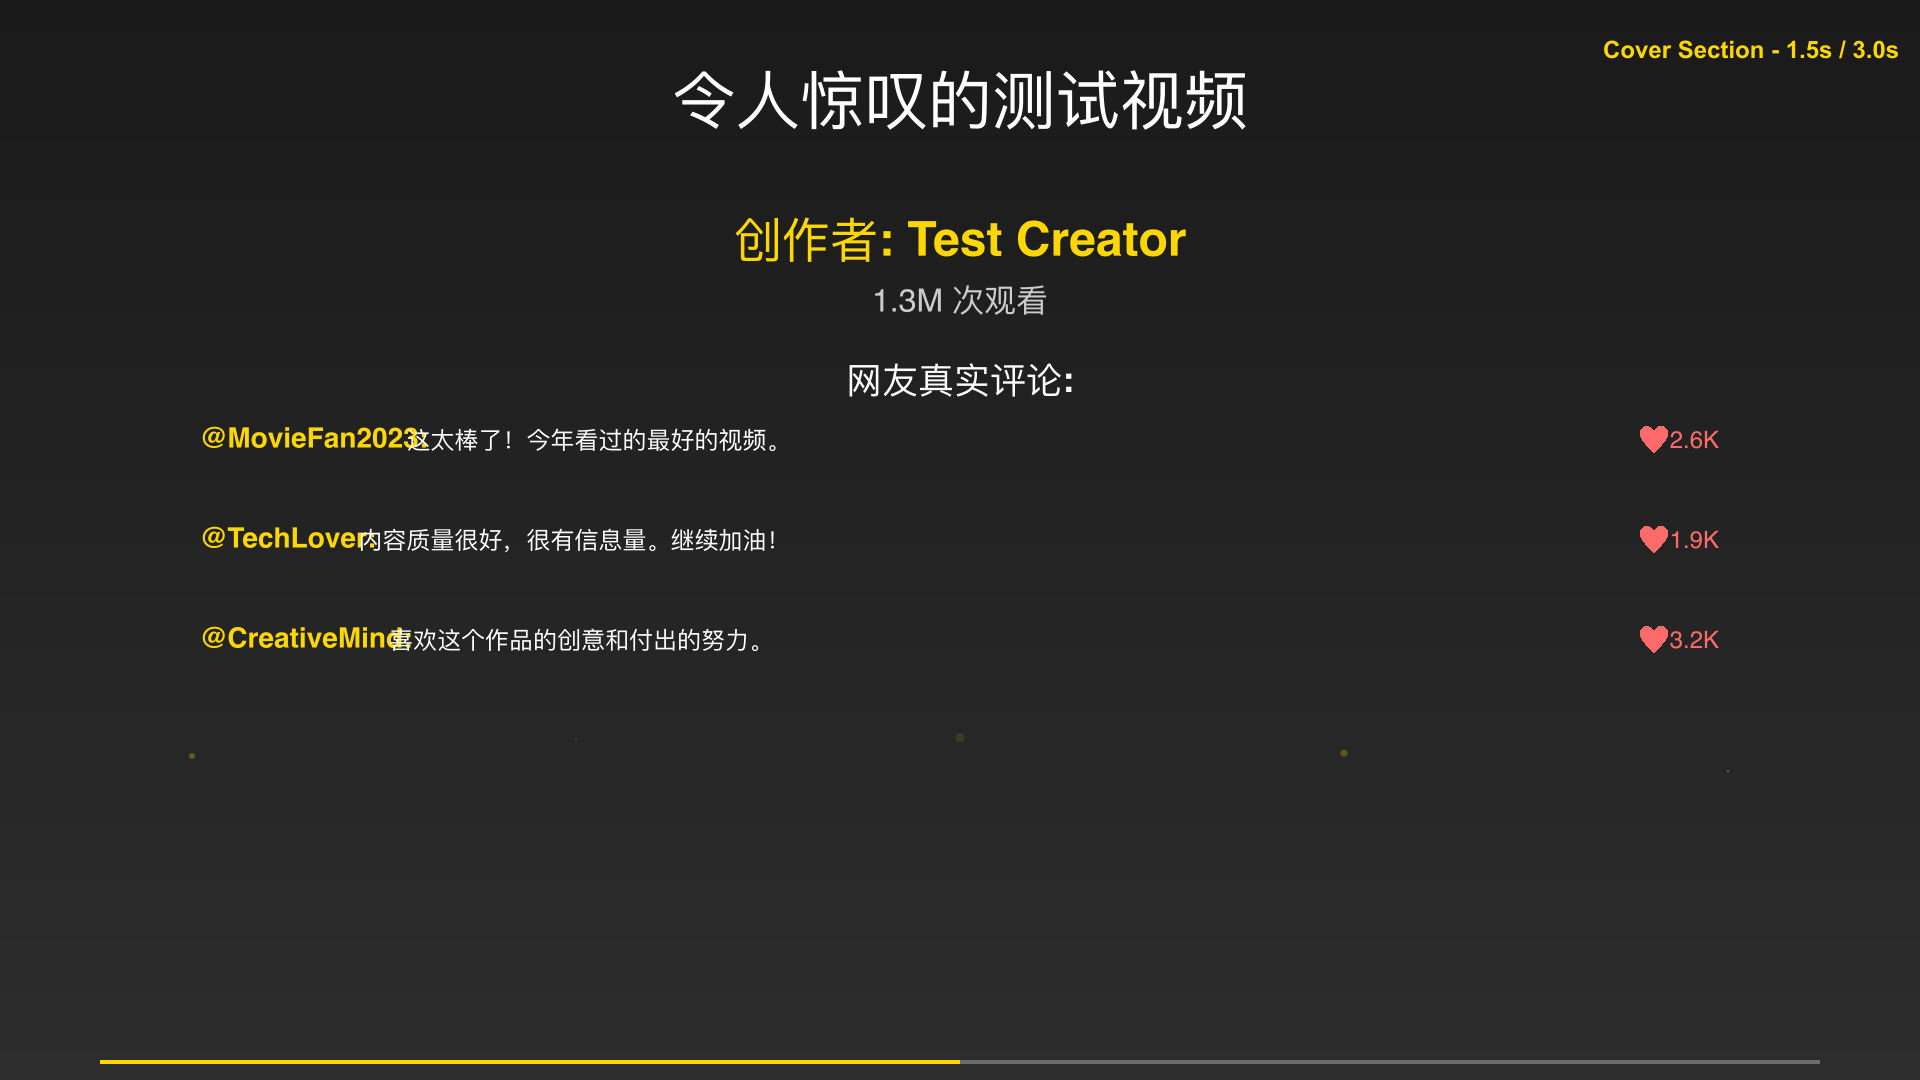 Cover Section - 1.5s / 3.0s
令人惊叹的测试视频
创作者: Test Creator
1.3M 次观看
网友真实评论:
@MovieFan2023: 这太棒了！今年看过的最好的视频。 2.6K
@TechLover: 内容质量很好，很有信息量。继续加油！ 1.9K
@CreativeMind: 喜欢这个作品的创意和付出的努力。 3.2K